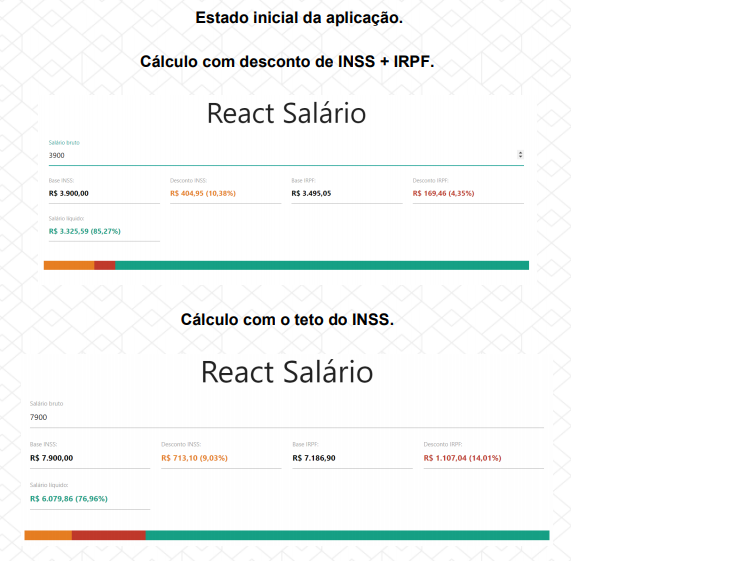 Estado inicial da aplicação.
Cálculo com desconto de INSS + IRPF.
React Salário
Salário bruto
3900
Base INSS: Desconto INSS: Base IRPF: Desconto IRPF:
R$ 3.900,00 R$ 404,95 (10,38%) R$ 3.495,05 R$ 169,46 (4,35%)
Salário líquido:
R$ 3.325,59 (85,27%)
Cálculo com o teto do INSS.
React Salário
Salário bruto
7900
Base INSS: Desconto INSS: Base IRPF: Desconto IRPF:
R$ 7.900,00 R$ 713,10 (9,03%) R$ 7.186,90 R$ 1.107,04 (14,01%)
Salário líquido:
R$ 6.079,86 (76,96%)